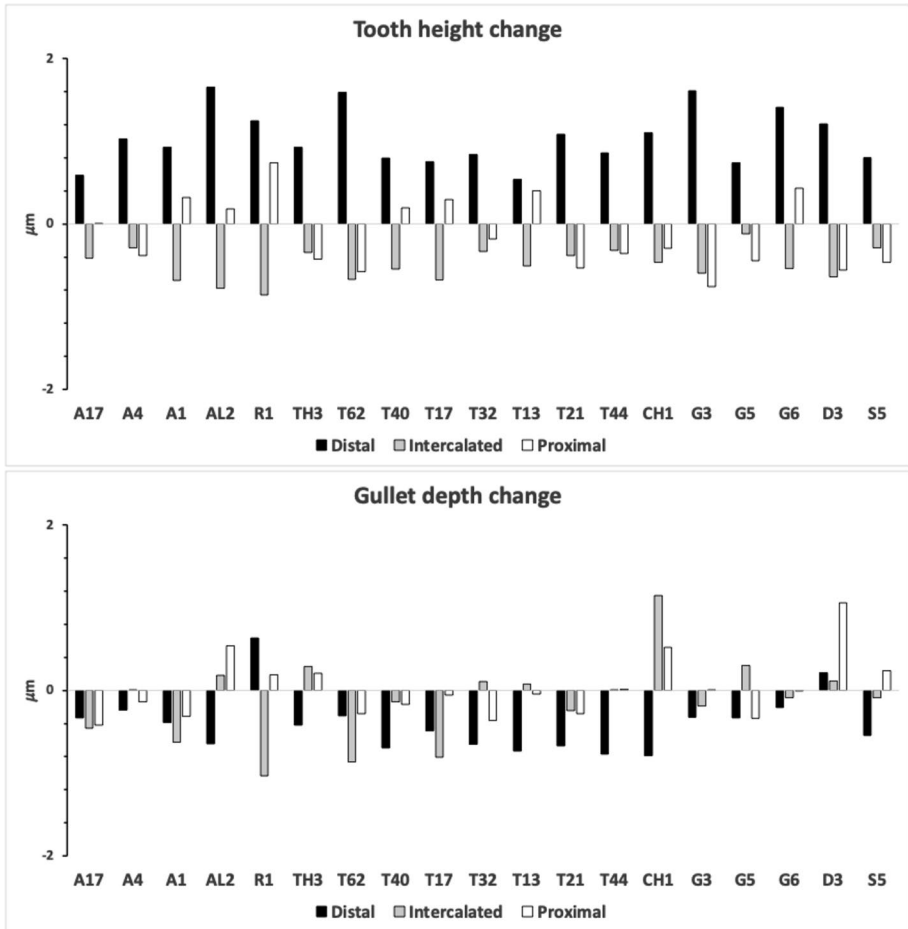 Tooth height change
2
0
μm
-2
A17 A4 A1 AL2 R1 TH3 T62 T40 T17 T32 T13 T21 T44 CH1 G3 G5 G6 D3 S5
Distal Intercalated Proximal
Gullet depth change
2
0
μm
-2
A17 A4 A1 AL2 R1 TH3 T62 T40 T17 T32 T13 T21 T44 CH1 G3 G5 G6 D3 S5
Distal Intercalated Proximal